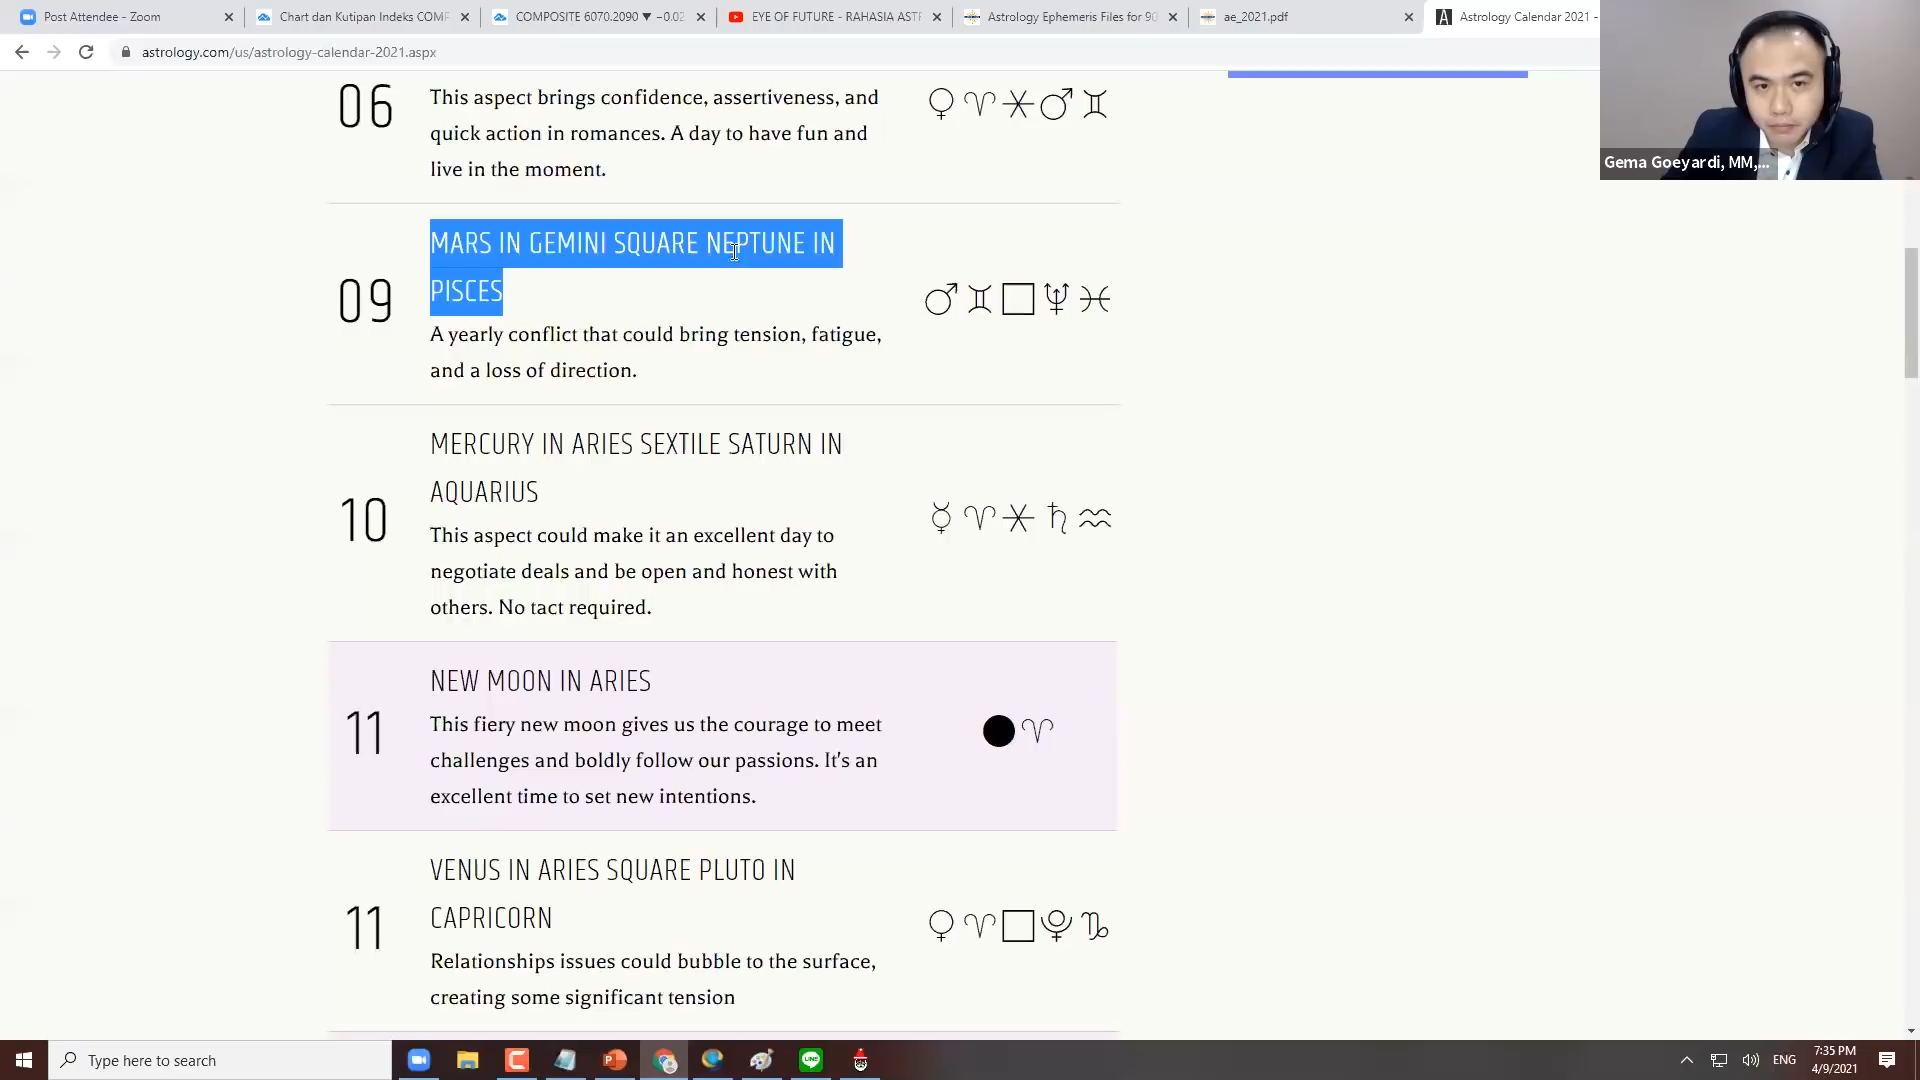 Post Attendee - Zoom
Chart dan Kutipan Indeks COMP
COMPOSITE 6070.2090 ▼ −0.02
EYE OF FUTURE - RAHASIA AST
Astrology Ephemeris Files for 90
ae_2021.pdf
Astrology Calendar 2021 -
astrology.com/us/astrology-calendar-2021.aspx
Gema Goeyardi, MM,...
06
This aspect brings confidence, assertiveness, and
quick action in romances. A day to have fun and
live in the moment.
09
MARS IN GEMINI SQUARE NEPTUNE IN
PISCES
A yearly conflict that could bring tension, fatigue,
and a loss of direction.
10
MERCURY IN ARIES SEXTILE SATURN IN
AQUARIUS
This aspect could make it an excellent day to
negotiate deals and be open and honest with
others. No tact required.
11
NEW MOON IN ARIES
This fiery new moon gives us the courage to meet
challenges and boldly follow our passions. It's an
excellent time to set new intentions.
11
VENUS IN ARIES SQUARE PLUTO IN
CAPRICORN
Relationships issues could bubble to the surface,
creating some significant tension
Type here to search
LINE
ENG
7:35 PM
4/9/2021